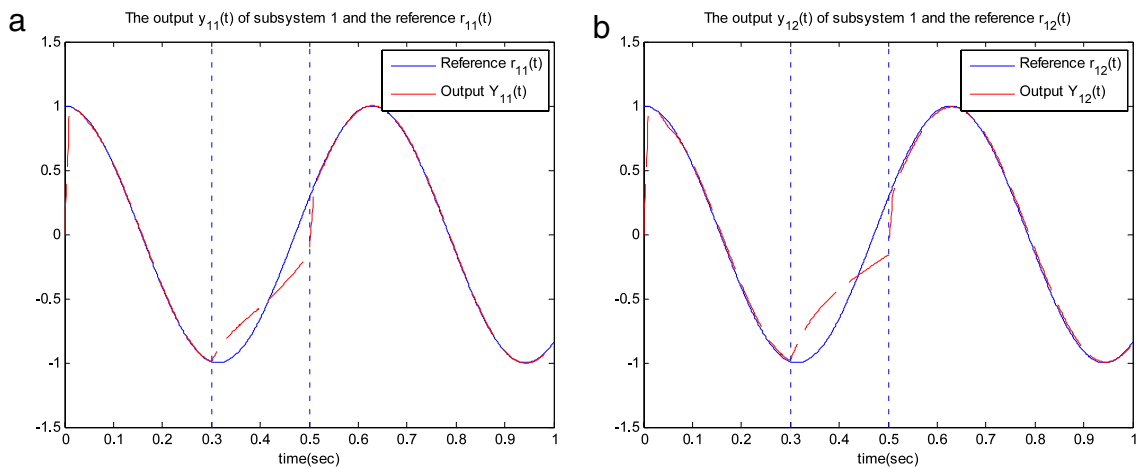 a
The output y11(t) of subsystem 1 and the reference r11(t)
1.5
1
0.5
0
-0.5
-1
-1.5
0 0.1 0.2 0.3 0.4 0.5 0.6 0.7 0.8 0.9 1
time(sec)
Reference r11(t)
Output Y11(t)
b
The output y12(t) of subsystem 1 and the reference r12(t)
1.5
1
0.5
0
-0.5
-1
-1.5
0 0.1 0.2 0.3 0.4 0.5 0.6 0.7 0.8 0.9 1
time(sec)
Reference r12(t)
Output Y12(t)